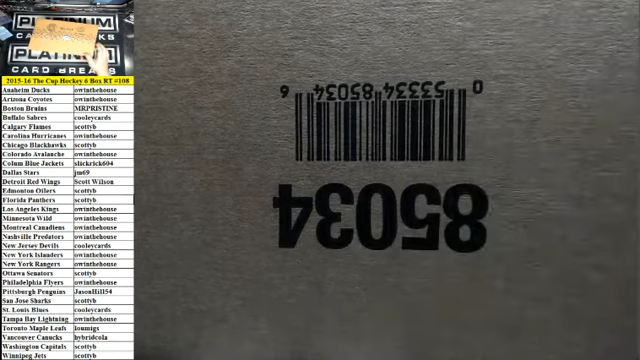 PLATINUM
PLATINUM
CARD BREAKS
2015-16 The Cup Hockey 6 Box RT #108
Anaheim Ducks owinthehouse
Arizona Coyotes owinthehouse
Boston Bruins MRPRISTINE
Buffalo Sabres cooleycards
Calgary Flames scottyb
Carolina Hurricanes owinthehouse
Chicago Blackhawks scottyb
Colorado Avalanche owinthehouse
Colum Blue Jackets slickrick604
Dallas Stars jm69
Detroit Red Wings Scott Wilson
Edmonton Oilers scottyb
Florida Panthers scottyb
Los Angeles Kings owinthehouse
Minnesota Wild owinthehouse
Montreal Canadiens owinthehouse
Nashville Predators owinthehouse
New Jersey Devils cooleycards
New York Islanders owinthehouse
New York Rangers owinthehouse
Ottawa Senators scottyb
Philadelphia Flyers owinthehouse
Pittsburgh Penguins JasonHill54
San Jose Sharks scottyb
St. Louis Blues cooleycards
Tampa Bay Lightning owinthehouse
Toronto Maple Leafs loumigs
Vancouver Canucks hybridcola
Washington Capitals scottyb
Winnipeg Jets scottyb
0 53334 85034 6
85034